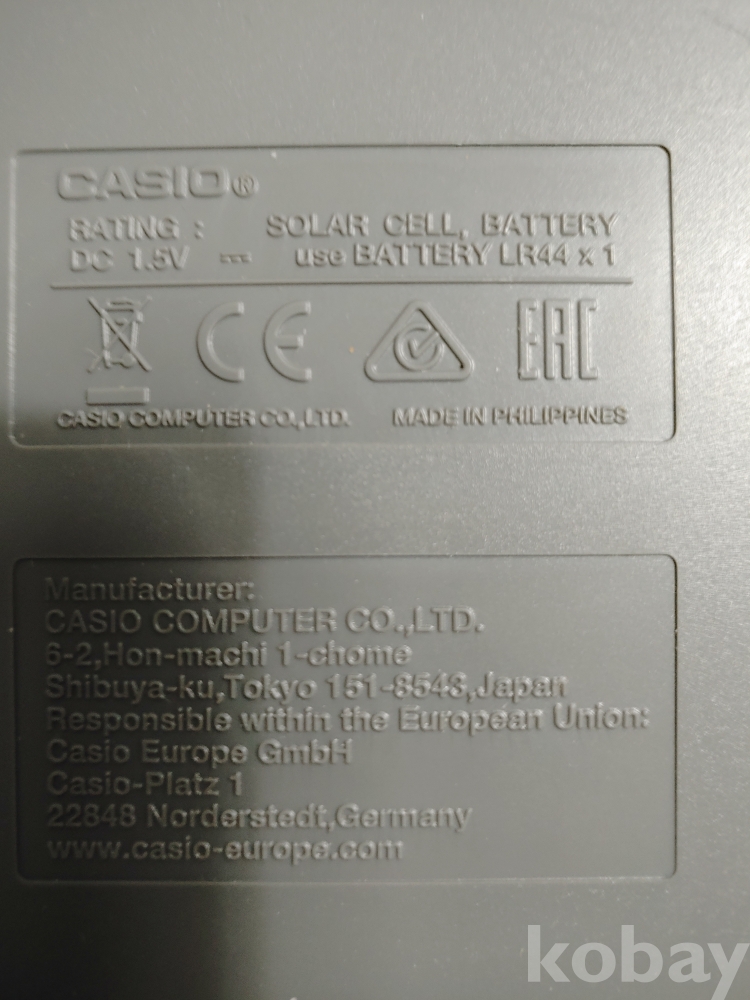 CASIO®
RATING : SOLAR CELL, BATTERY
DC 1.5V ⎓ use BATTERY LR44 x 1
CE EAC
CASIO COMPUTER CO.,LTD. MADE IN PHILIPPINES
Manufacturer:
CASIO COMPUTER CO.,LTD.
6-2,Hon-machi 1-chome
Shibuya-ku,Tokyo 151-8543,Japan
Responsible within the European Union:
Casio Europe GmbH
Casio-Platz 1
22848 Norderstedt,Germany
www.casio-europe.com
kobay